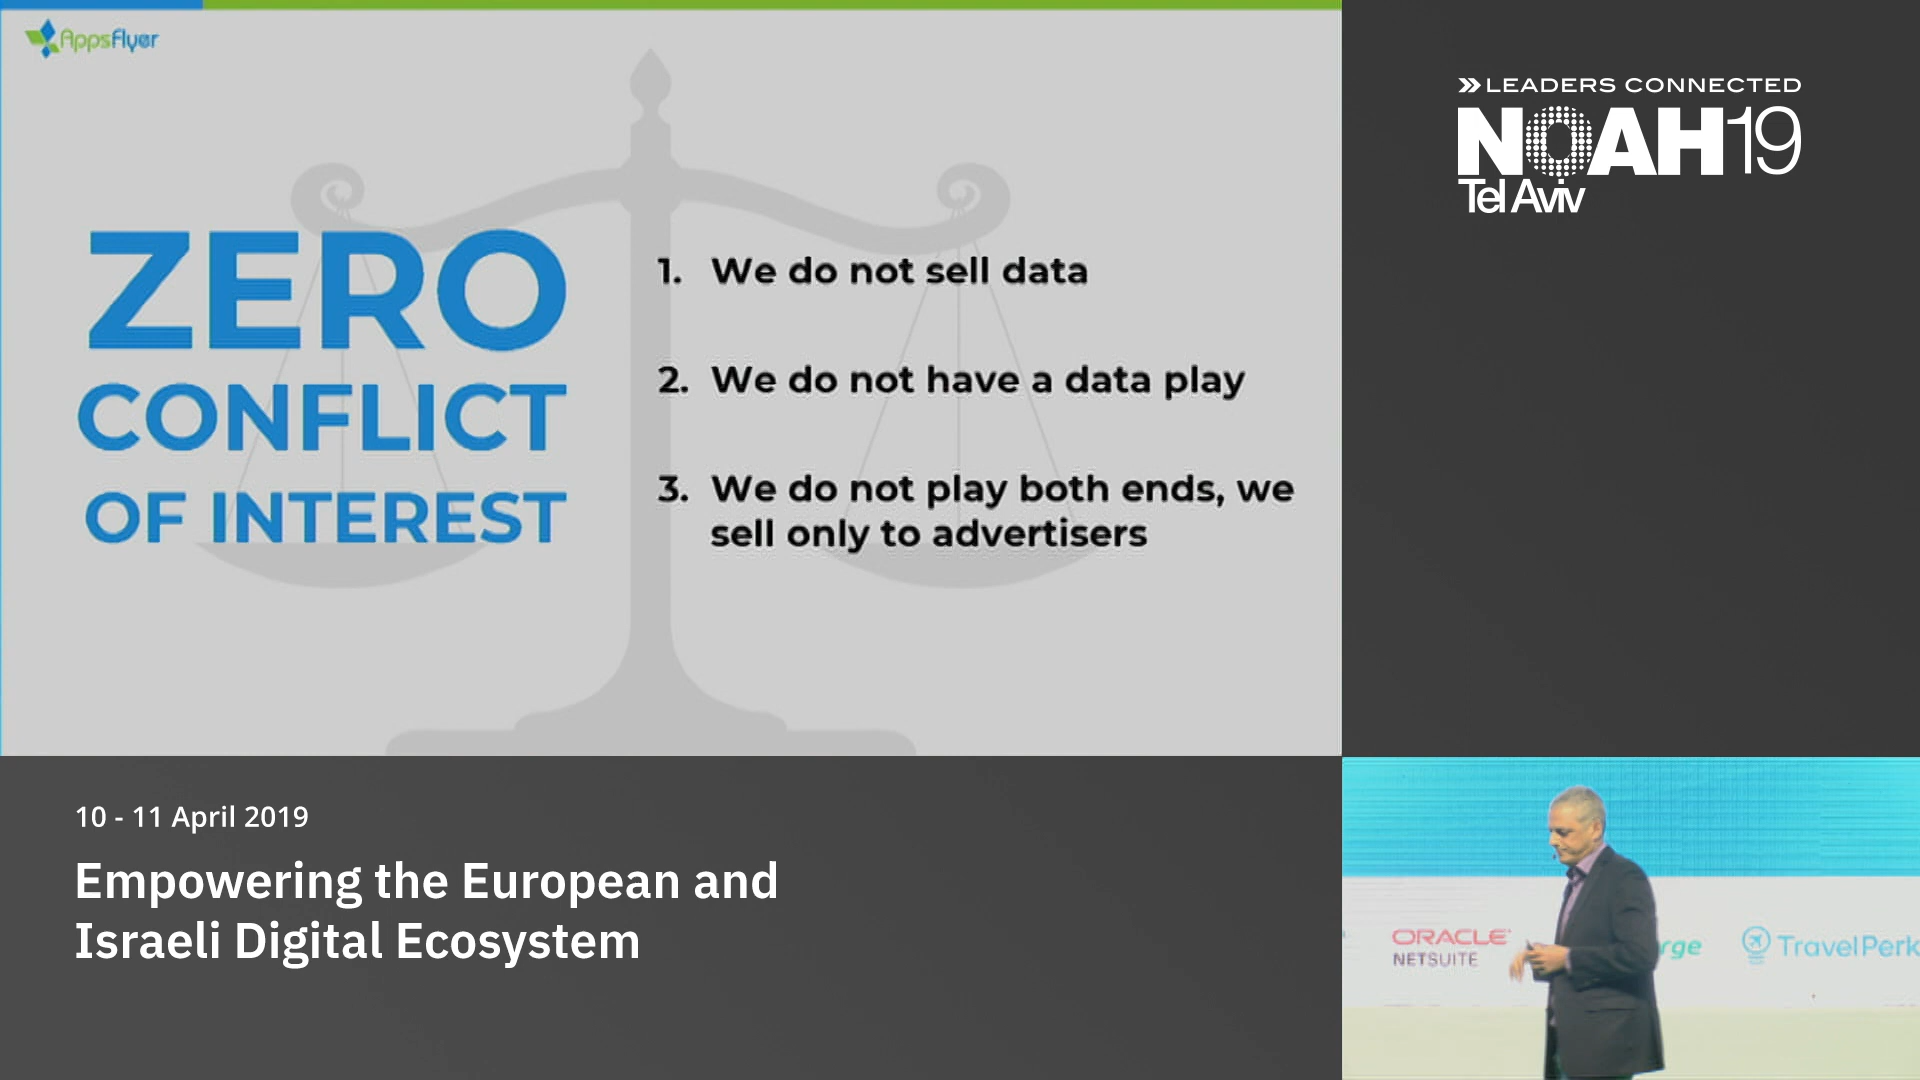 AppsFlyer
ZERO
CONFLICT
OF INTEREST
1. We do not sell data
2. We do not have a data play
3. We do not play both ends, we
sell only to advertisers
LEADERS CONNECTED
NOAH19
Tel Aviv
10 - 11 April 2019
Empowering the European and
Israeli Digital Ecosystem
ORACLE
NETSUITE
TravelPerk